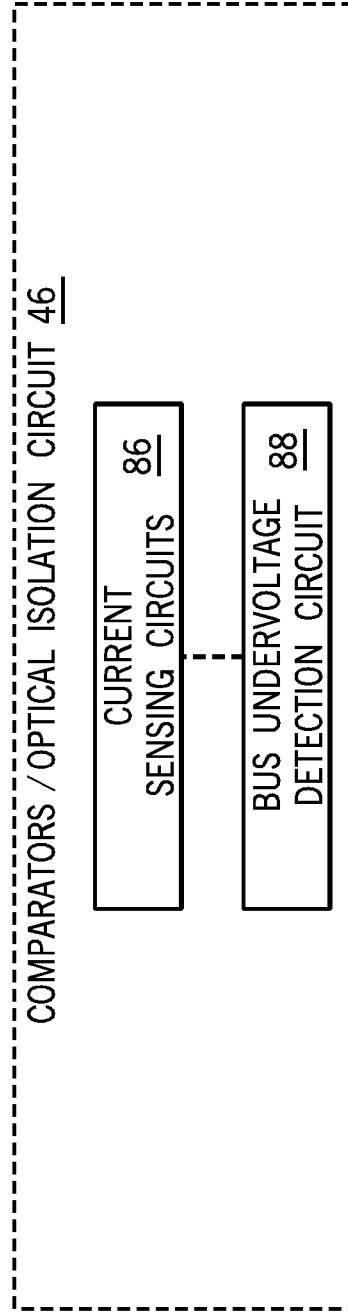 COMPARATORS / OPTICAL ISOLATION CIRCUIT 46
CURRENT
SENSING CIRCUITS 86
BUS UNDERVOLTAGE
DETECTION CIRCUIT 88